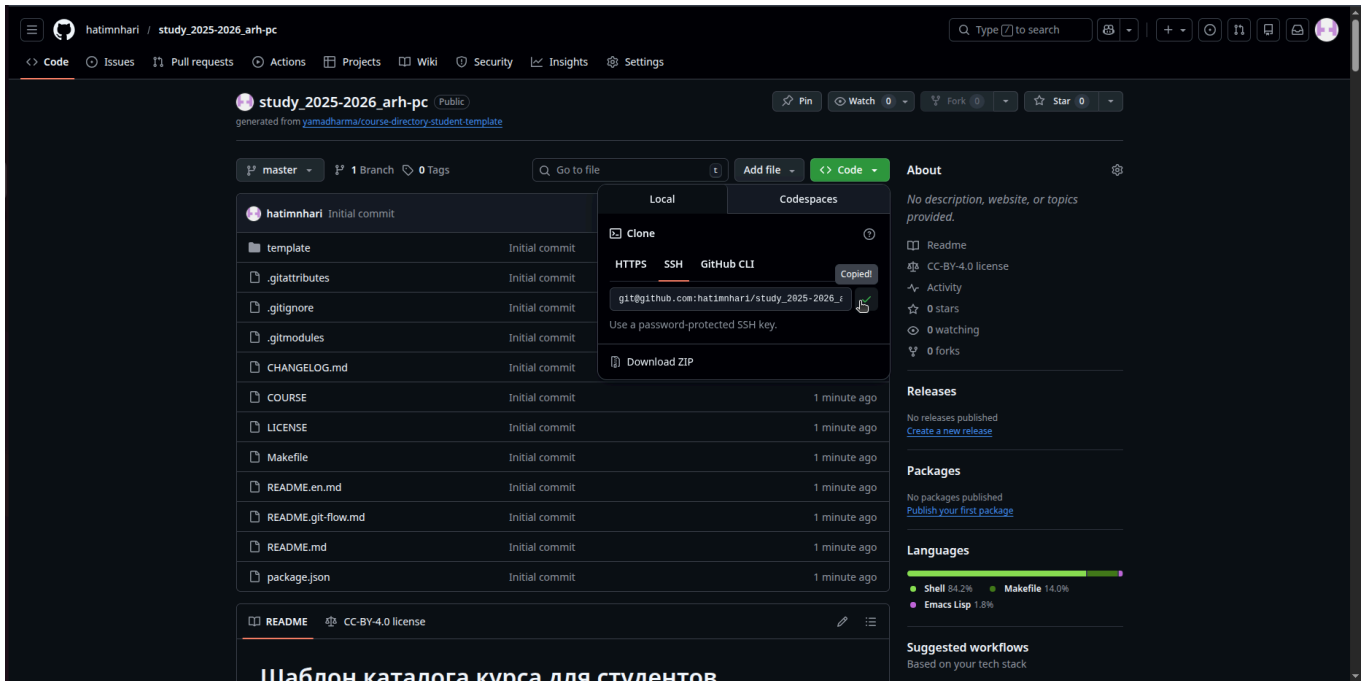 hatimnhari / study_2025-2026_arh-pc
Type / to search
Code Issues Pull requests Actions Projects Wiki Security Insights Settings
study_2025-2026_arh-pc Public
Pin Watch 0 Fork 0 Star 0
generated from yamadharma/course-directory-student-template
master 1 Branch 0 Tags Go to file t Add file Code
hatimnhari Initial commit
template Initial commit
.gitattributes Initial commit
.gitignore Initial commit
.gitmodules Initial commit
CHANGELOG.md Initial commit
COURSE Initial commit 1 minute ago
LICENSE Initial commit 1 minute ago
Makefile Initial commit 1 minute ago
README.en.md Initial commit 1 minute ago
README.git-flow.md Initial commit 1 minute ago
README.md Initial commit 1 minute ago
package.json Initial commit 1 minute ago
Local Codespaces
Clone
HTTPS SSH GitHub CLI
Copied!
git@github.com:hatimnhari/study_2025-2026_
Use a password-protected SSH key.
Download ZIP
README CC-BY-4.0 license
Шаблон каталога курса для студентов
About
No description, website, or topics
provided.
Readme
CC-BY-4.0 license
Activity
0 stars
0 watching
0 forks
Releases
No releases published
Create a new release
Packages
No packages published
Publish your first package
Languages
Shell 84.2% Makefile 14.0%
Emacs Lisp 1.8%
Suggested workflows
Based on your tech stack